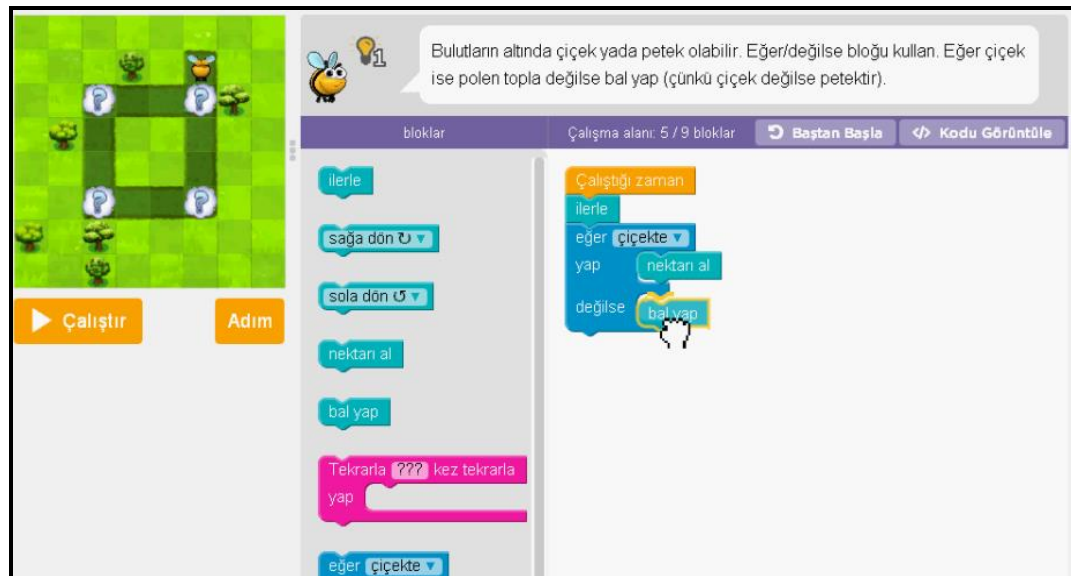 1
Bulutların altında çiçek yada petek olabilir. Eğer/değilse bloğu kullan. Eğer çiçek
ise polen topla değilse bal yap (çünkü çiçek değilse petektir).
bloklar
Çalışma alanı: 5 / 9 bloklar
Baştan Başla
</> Kodu Görüntüle
? ?
? ?
Çalıştır
Adım
ilerle
sağa dön ↻ ▼
sola dön ↺ ▼
nektarı al
bal yap
Tekrarla ??? kez tekrarla
yap
eğer çiçekte ▼
Çalıştığı zaman
ilerle
eğer çiçekte ▼
yap nektarı al
değilse bal yap